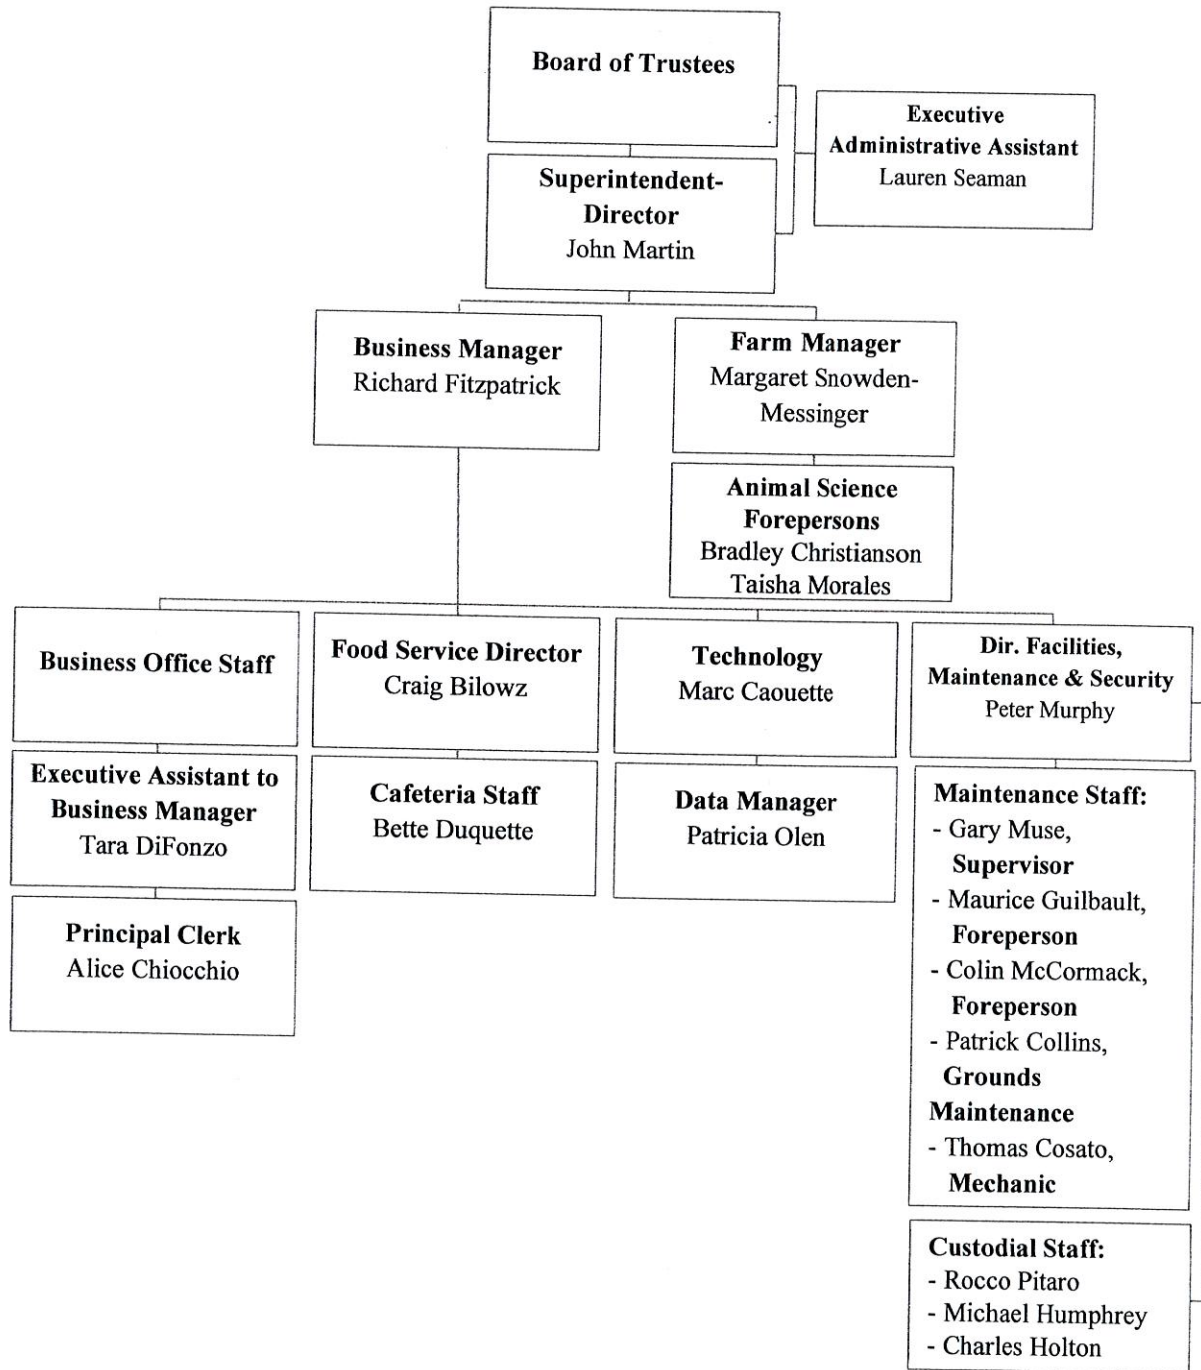 Board of Trustees
Executive
Administrative Assistant
Lauren Seaman
Superintendent-
Director
John Martin
Business Manager
Richard Fitzpatrick
Farm Manager
Margaret Snowden-
Messinger
Animal Science
Forepersons
Bradley Christianson
Taisha Morales
Business Office Staff
Food Service Director
Craig Bilowz
Technology
Marc Caouette
Dir. Facilities,
Maintenance & Security
Peter Murphy
Executive Assistant to
Business Manager
Tara DiFonzo
Cafeteria Staff
Bette Duquette
Data Manager
Patricia Olen
Maintenance Staff:
- Gary Muse,
Supervisor
- Maurice Guilbault,
Foreperson
- Colin McCormack,
Foreperson
- Patrick Collins,
Grounds
Maintenance
- Thomas Cosato,
Mechanic
Principal Clerk
Alice Chiocchio
Custodial Staff:
- Rocco Pitaro
- Michael Humphrey
- Charles Holton